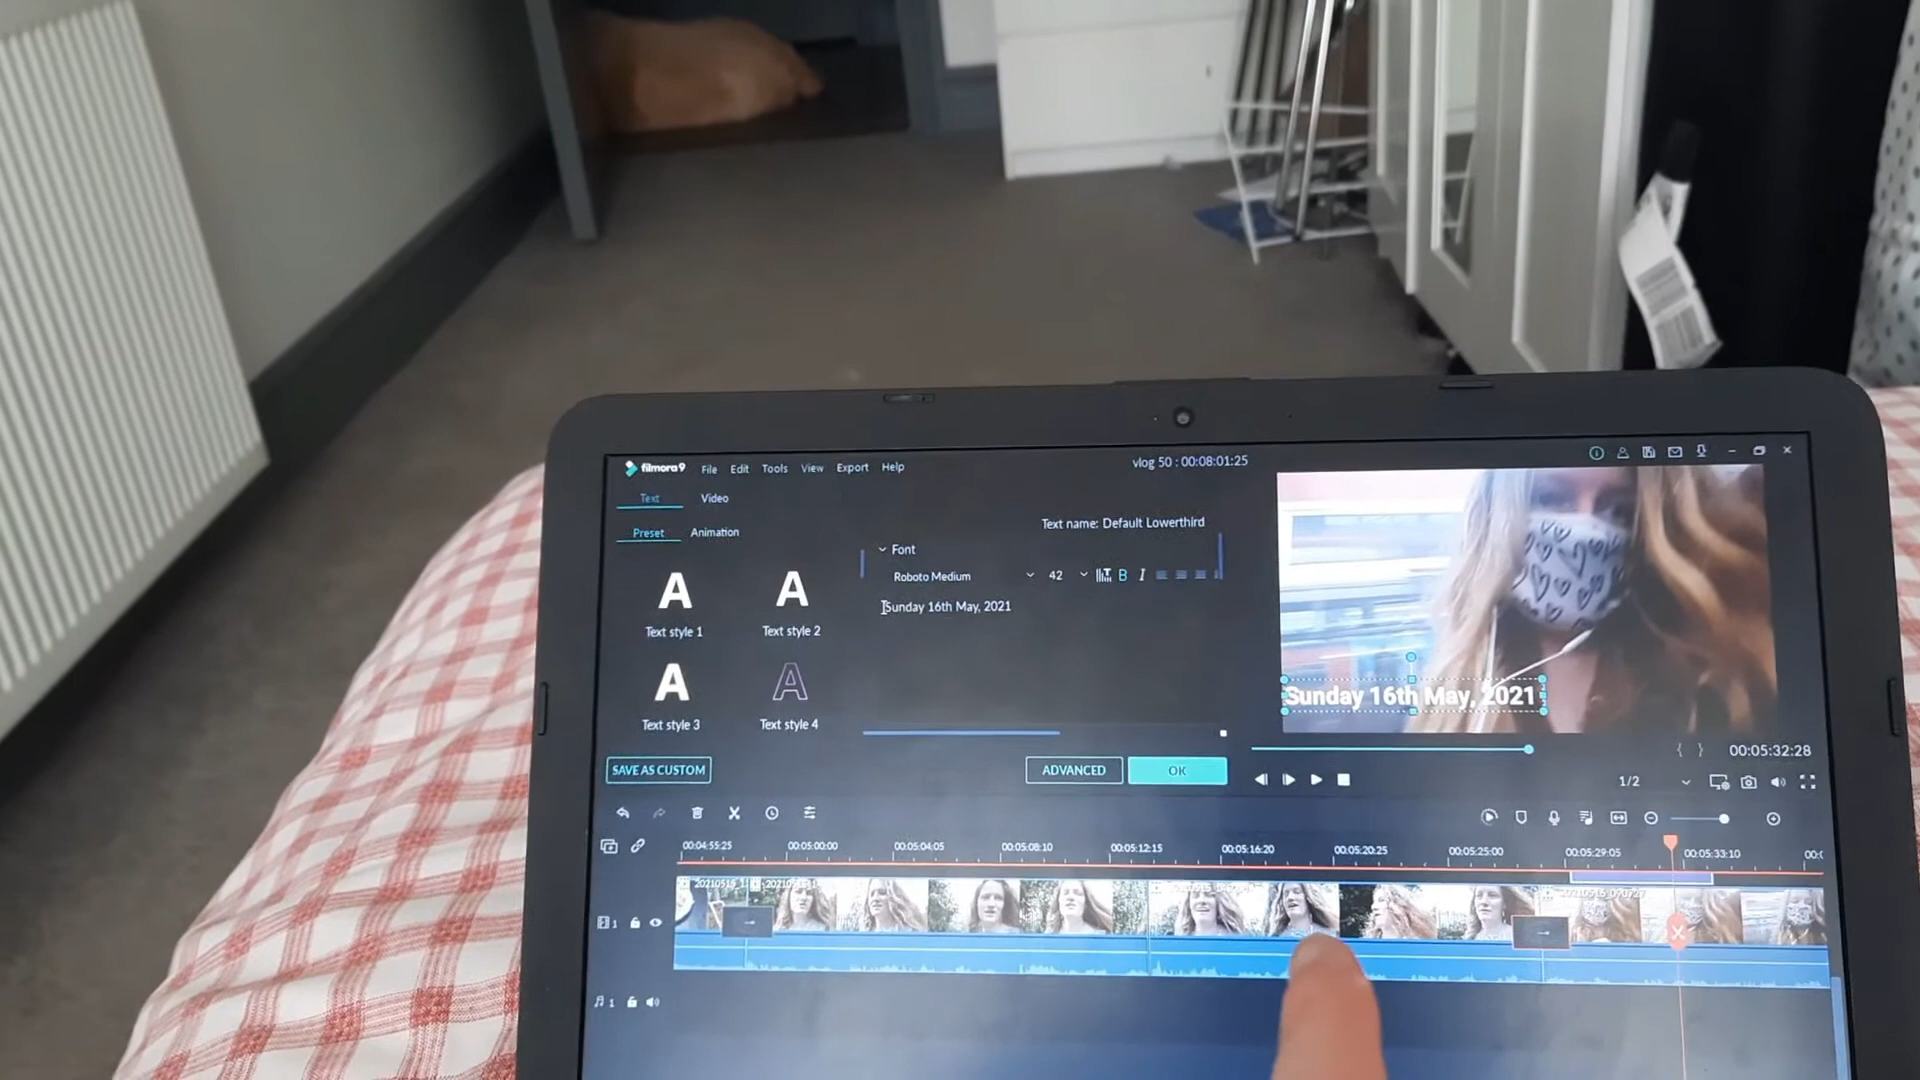 filmora9 File Edit Tools View Export Help
vlog 50 : 00:08:01:25
Text Video
Preset Animation
Text name: Default Lowerthird
Font
Roboto Medium 42 B I
Sunday 16th May, 2021
Text style 1 Text style 2
Text style 3 Text style 4
Sunday 16th May, 2021
SAVE AS CUSTOM ADVANCED OK
00:05:32:28
1/2
00:04:55:25 00:05:00:00 00:05:04:05 00:05:08:10 00:05:12:15 00:05:16:20 00:05:20:25 00:05:25:00 00:05:29:05 00:05:33:10
1
1